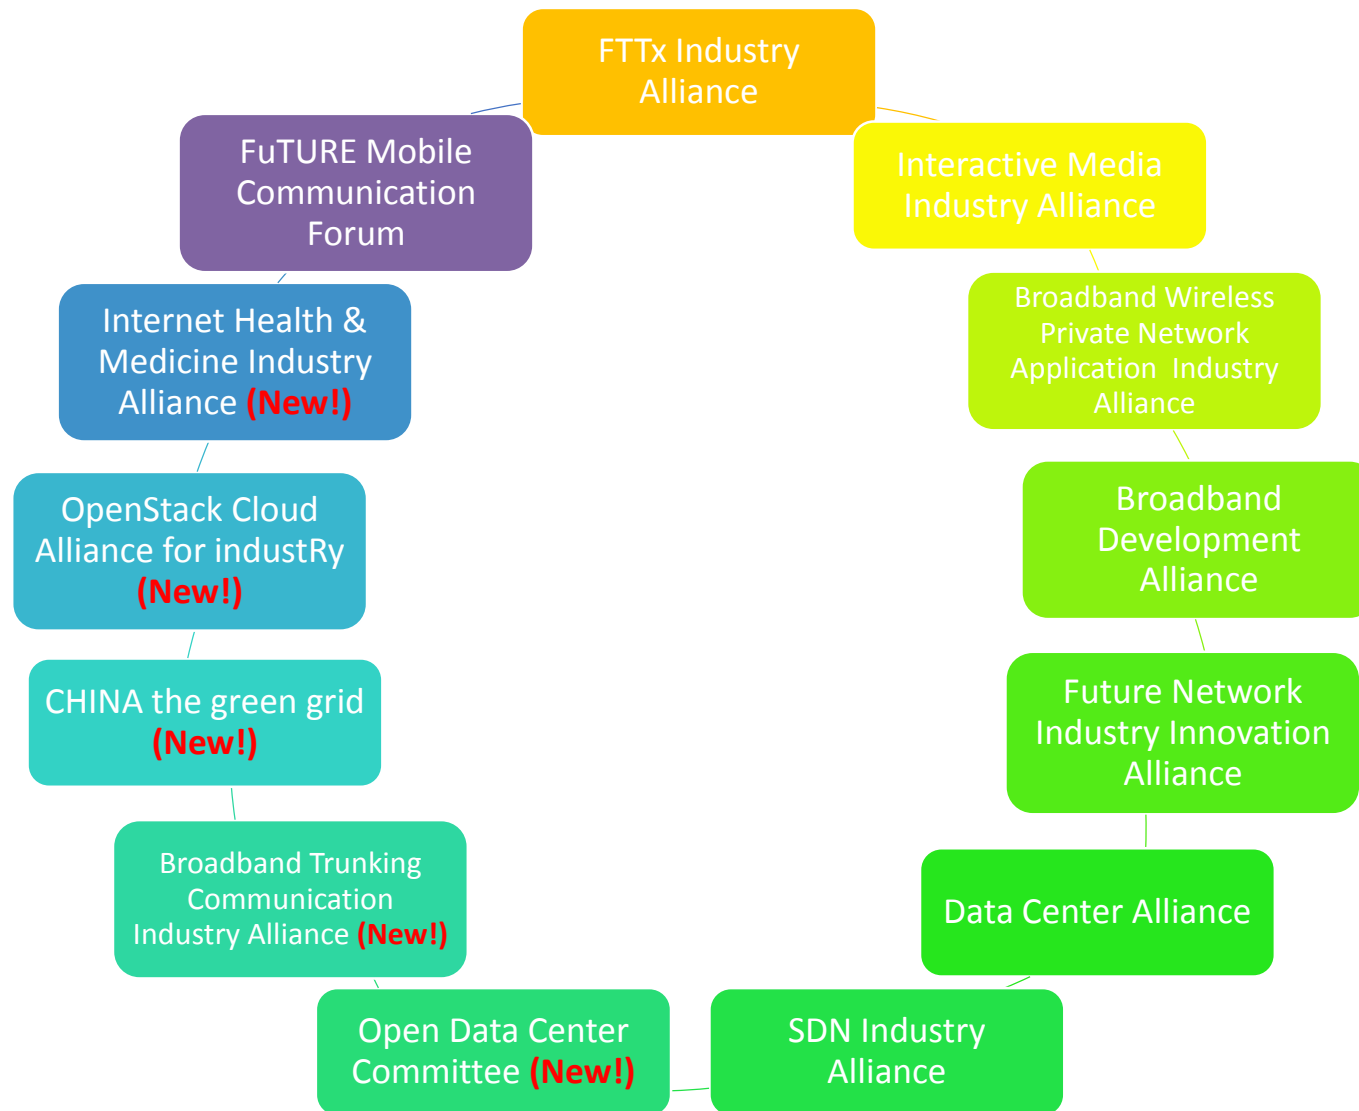 FTTx Industry
Alliance
Interactive Media
Industry Alliance
Broadband Wireless
Private Network
Application  Industry
Alliance
Broadband
Development
Alliance
Future Network
Industry Innovation
Alliance
Data Center Alliance
SDN Industry
Alliance
Open Data Center
Committee (New!)
Broadband Trunking
Communication
Industry Alliance (New!)
CHINA the green grid
(New!)
OpenStack Cloud
Alliance for industRy
(New!)
Internet Health &
Medicine Industry
Alliance (New!)
FuTURE Mobile
Communication
Forum